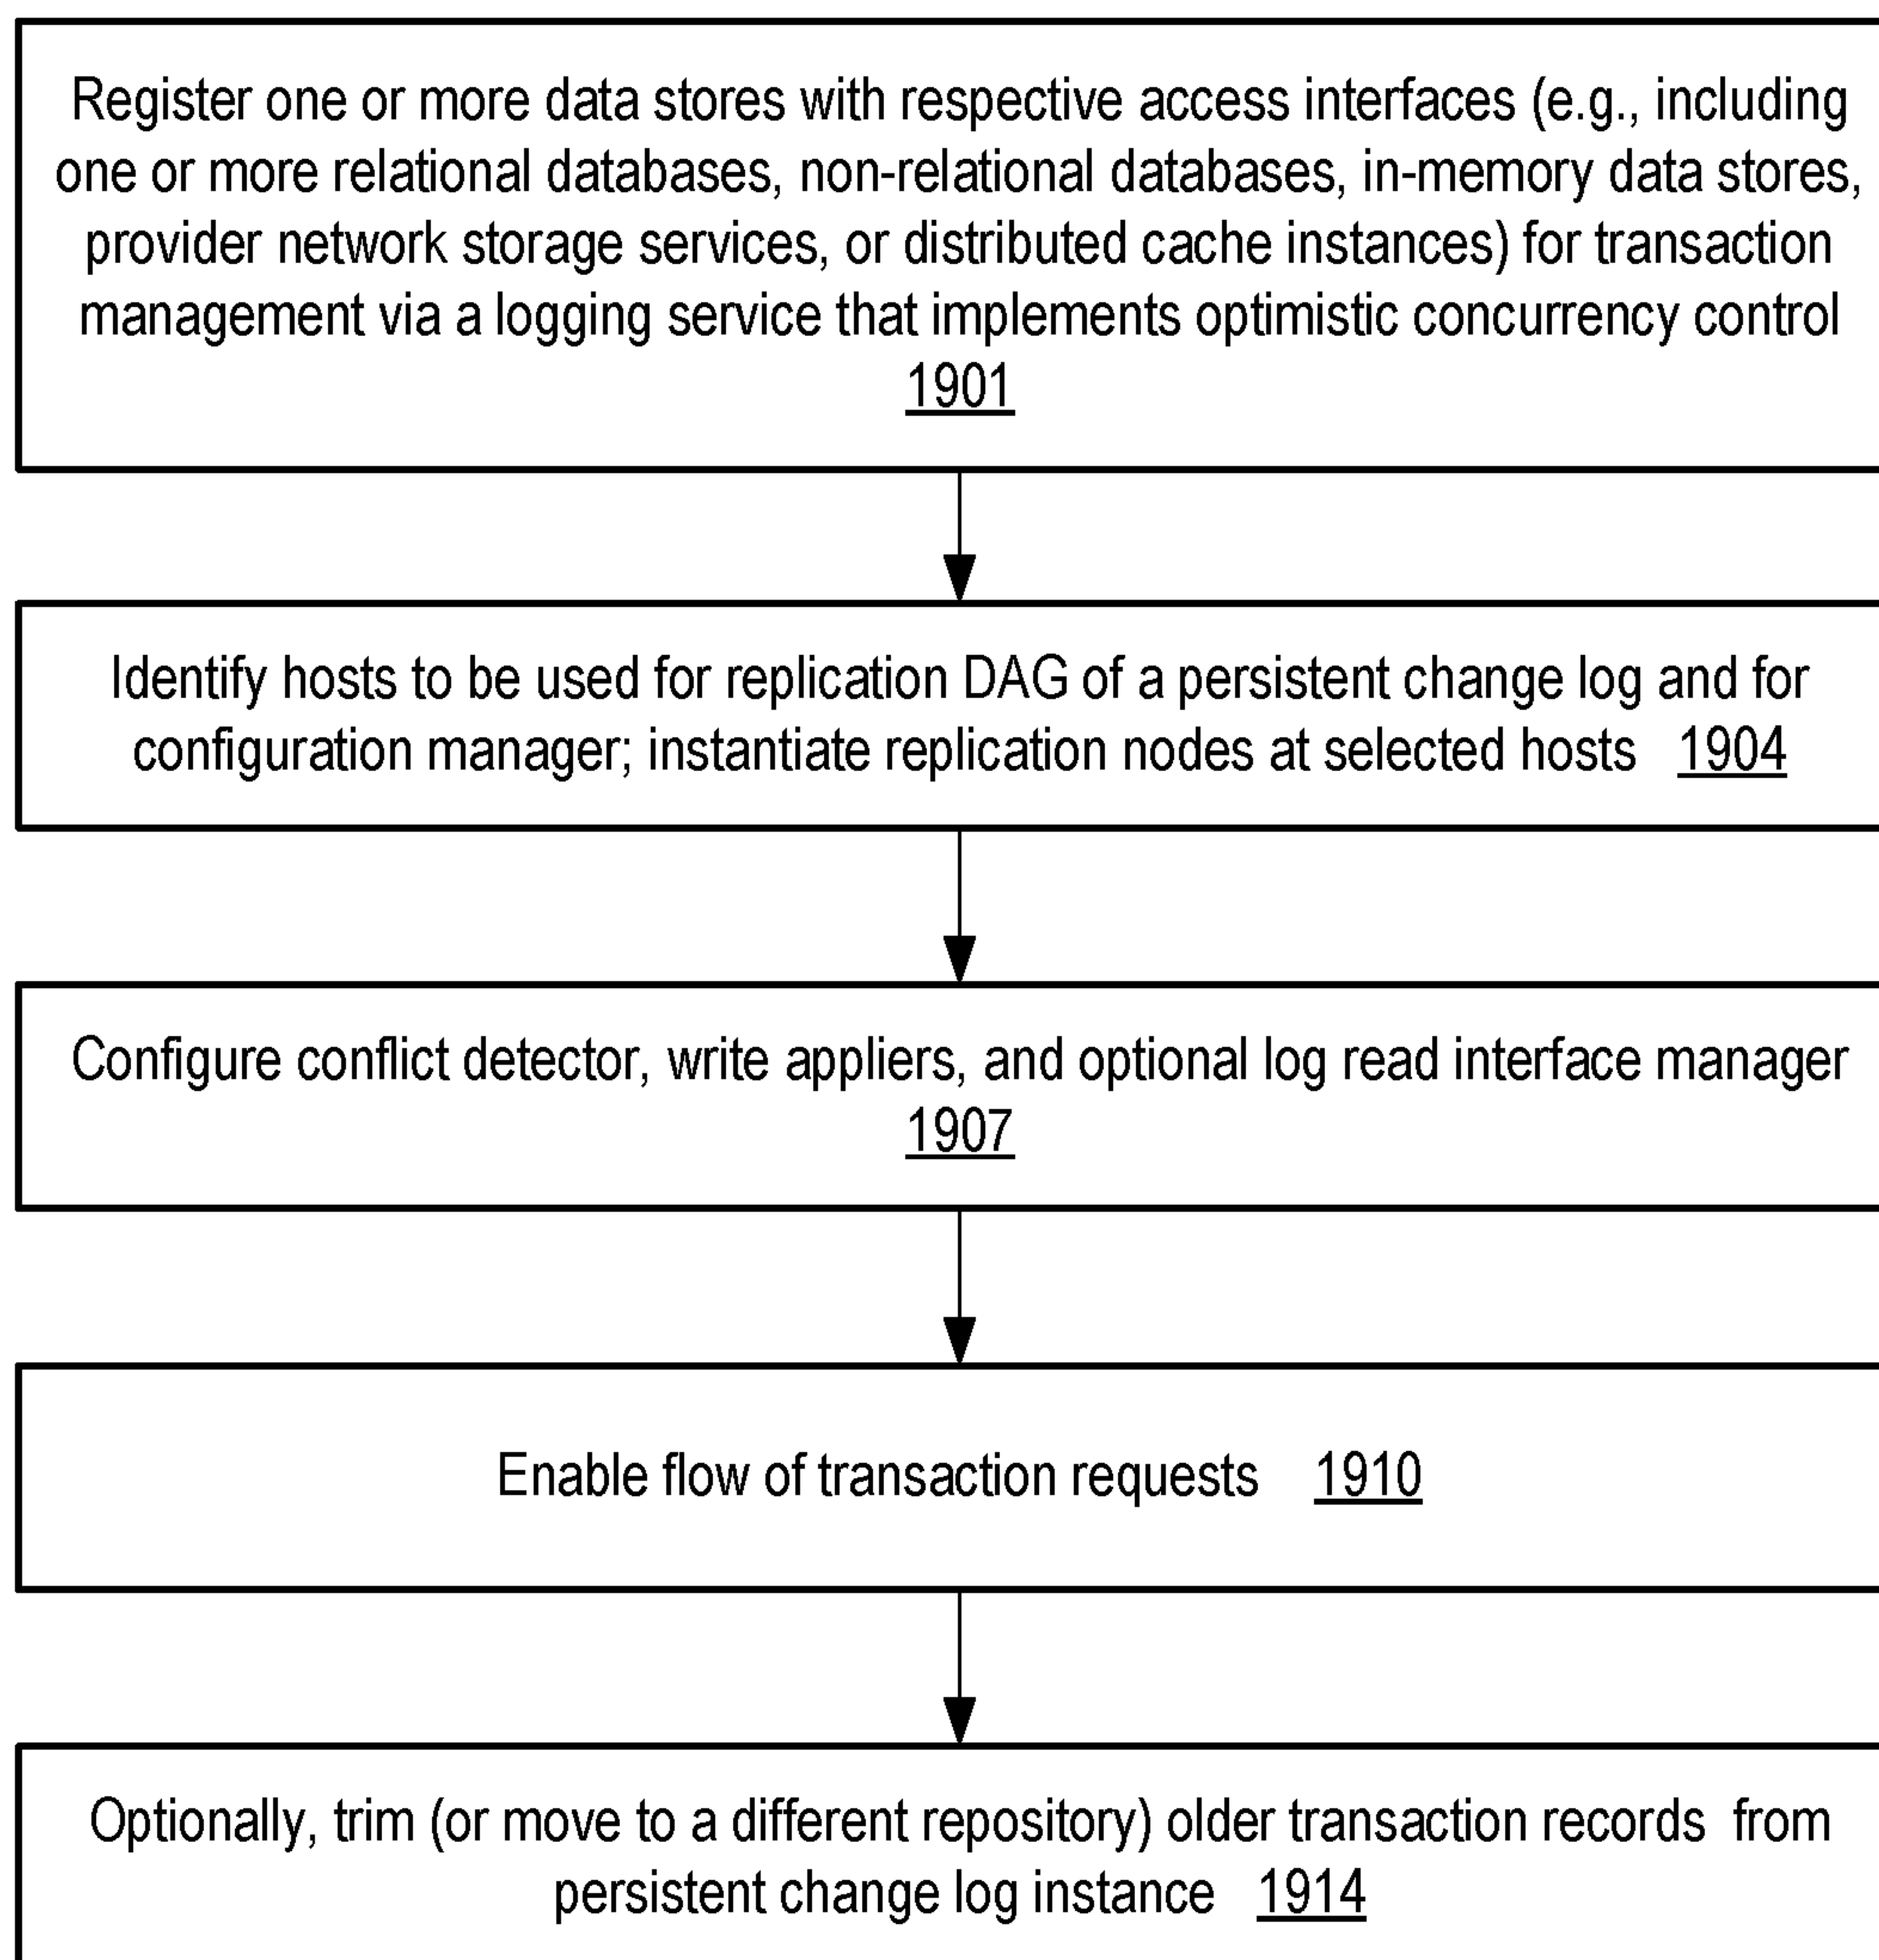 Register one or more data stores with respective access interfaces (e.g., including
one or more relational databases, non-relational databases, in-memory data stores,
provider network storage services, or distributed cache instances) for transaction
management via a logging service that implements optimistic concurrency control
1901
Identify hosts to be used for replication DAG of a persistent change log and for
configuration manager; instantiate replication nodes at selected hosts 1904
Configure conflict detector, write appliers, and optional log read interface manager
1907
Enable flow of transaction requests 1910
Optionally, trim (or move to a different repository) older transaction records from
persistent change log instance 1914